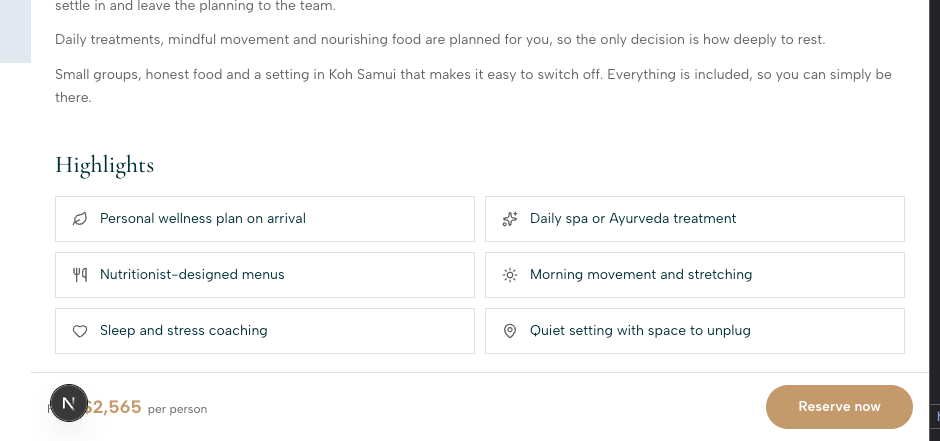 settle in and leave the planning to the team.
Daily treatments, mindful movement and nourishing food are planned for you, so the only decision is how deeply to rest.
Small groups, honest food and a setting in Koh Samui that makes it easy to switch off. Everything is included, so you can simply be
there.
Highlights
Personal wellness plan on arrival
Daily spa or Ayurveda treatment
Nutritionist-designed menus
Morning movement and stretching
Sleep and stress coaching
Quiet setting with space to unplug
N $2,565 per person
Reserve now